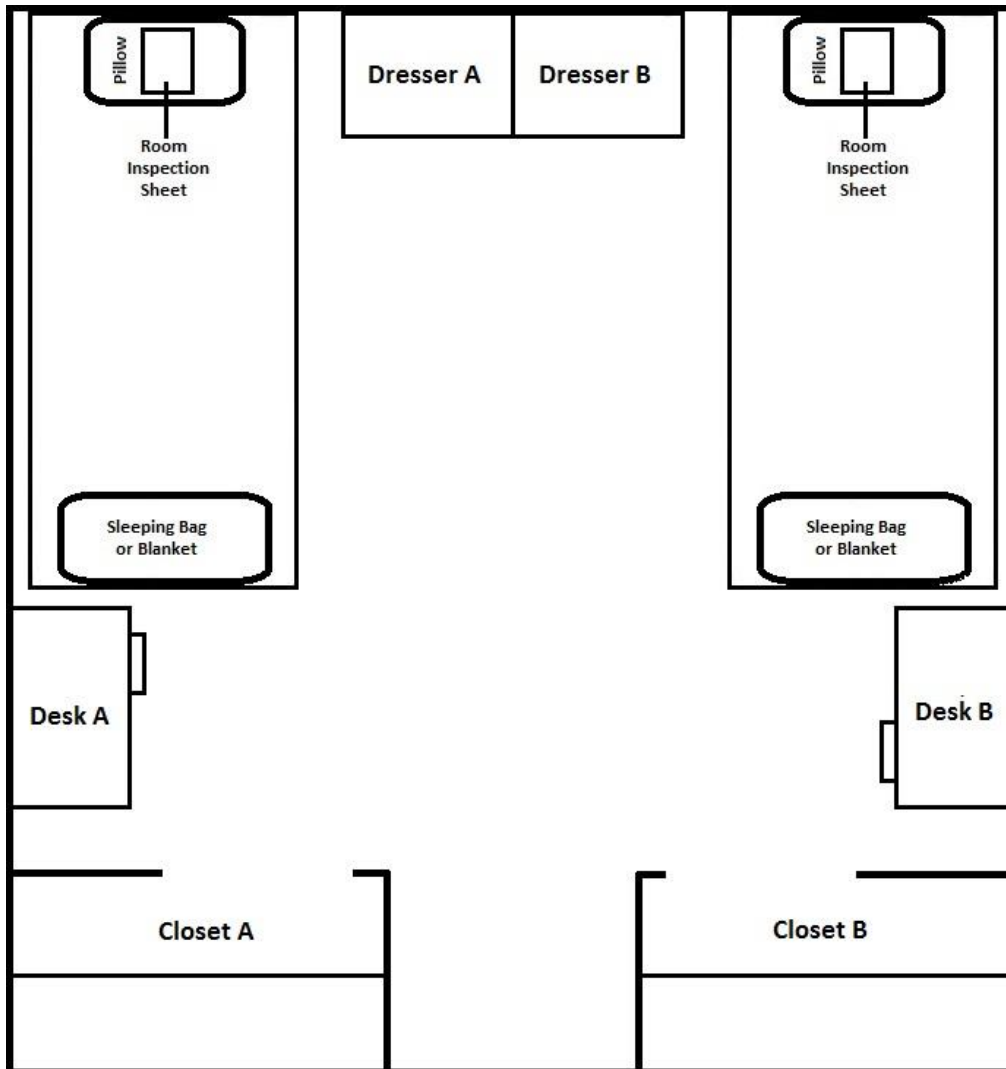 Pillow
Room
Inspection
Sheet
Dresser A
Dresser B
Pillow
Room
Inspection
Sheet
Sleeping Bag
or Blanket
Sleeping Bag
or Blanket
Desk A
Desk B
Closet A
Closet B